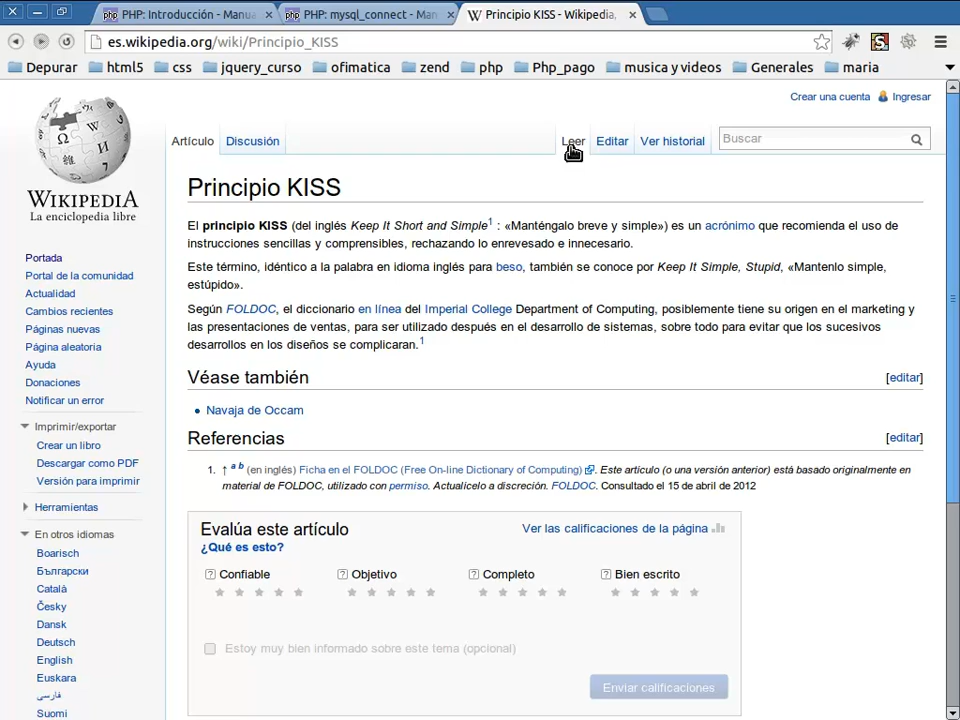 PHP: Introducción - Manua
PHP: mysql_connect - Man
Principio KISS - Wikipedia,
es.wikipedia.org/wiki/Principio_KISS
Depurar html5 css jquery_curso ofimatica zend php Php_pago musica y videos Generales maria
Crear una cuenta Ingresar
Artículo Discusión Leer Editar Ver historial Buscar
WIKIPEDIA
La enciclopedia libre
Portada
Portal de la comunidad
Actualidad
Cambios recientes
Páginas nuevas
Página aleatoria
Ayuda
Donaciones
Notificar un error
Imprimir/exportar
Crear un libro
Descargar como PDF
Versión para imprimir
Herramientas
En otros idiomas
Boarisch
Български
Català
Česky
Dansk
Deutsch
English
Euskara
فارسی
Suomi
Principio KISS
El principio KISS (del inglés Keep It Short and Simple1 : «Manténgalo breve y simple») es un acrónimo que recomienda el uso de
instrucciones sencillas y comprensibles, rechazando lo enrevesado e innecesario.
Este término, idéntico a la palabra en idioma inglés para beso, también se conoce por Keep It Simple, Stupid, «Mantenlo simple,
estúpido».
Según FOLDOC, el diccionario en línea del Imperial College Department of Computing, posiblemente tiene su origen en el marketing y
las presentaciones de ventas, para ser utilizado después en el desarrollo de sistemas, sobre todo para evitar que los sucesivos
desarrollos en los diseños se complicaran.1
Véase también [editar]
Navaja de Occam
Referencias [editar]
1. ↑ a b (en inglés) Ficha en el FOLDOC (Free On-line Dictionary of Computing) . Este artículo (o una versión anterior) está basado originalmente en
material de FOLDOC, utilizado con permiso. Actualícelo a discreción. FOLDOC. Consultado el 15 de abril de 2012
Evalúa este artículo Ver las calificaciones de la página
¿Qué es esto?
? Confiable ? Objetivo ? Completo ? Bien escrito
Estoy muy bien informado sobre este tema (opcional)
Enviar calificaciones